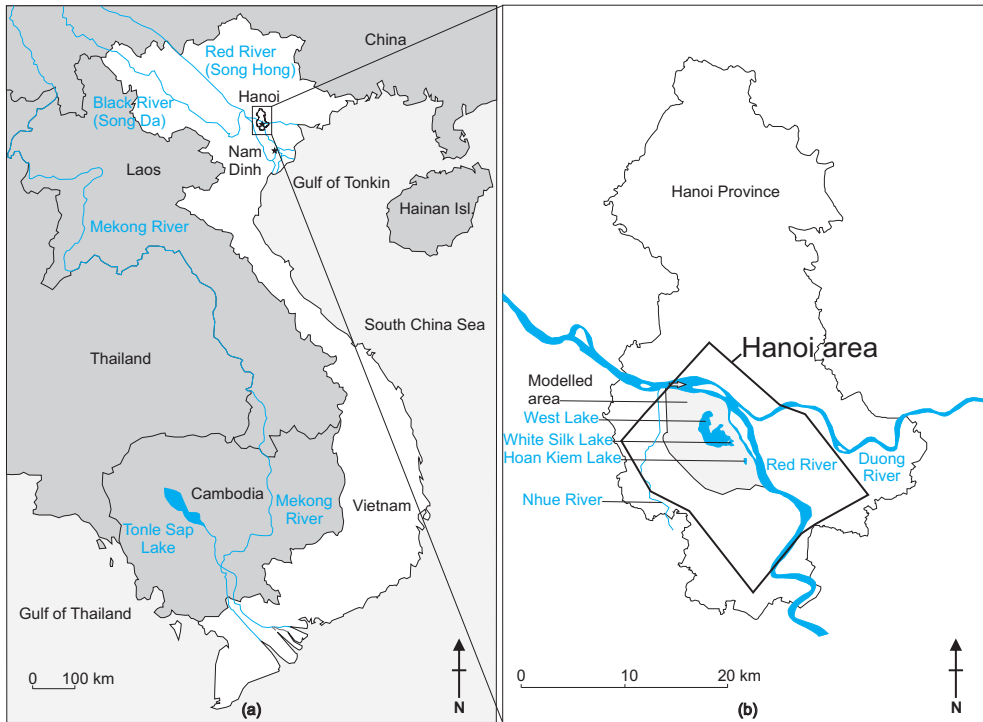 China
Red River
(Song Hong)
Hanoi
Black River
(Song Da)
Nam
Dinh
Laos
Gulf of Tonkin
Hainan Isl.
Mekong River
South China Sea
Thailand
Cambodia
Mekong
River
Vietnam
Tonle Sap
Lake
Gulf of Thailand
0 100 km
N
(a)
Hanoi Province
Hanoi area
Modelled
area
West Lake
White Silk Lake
Hoan Kiem Lake
Red River
Duong
River
Nhue River
0 10 20 km
N
(b)